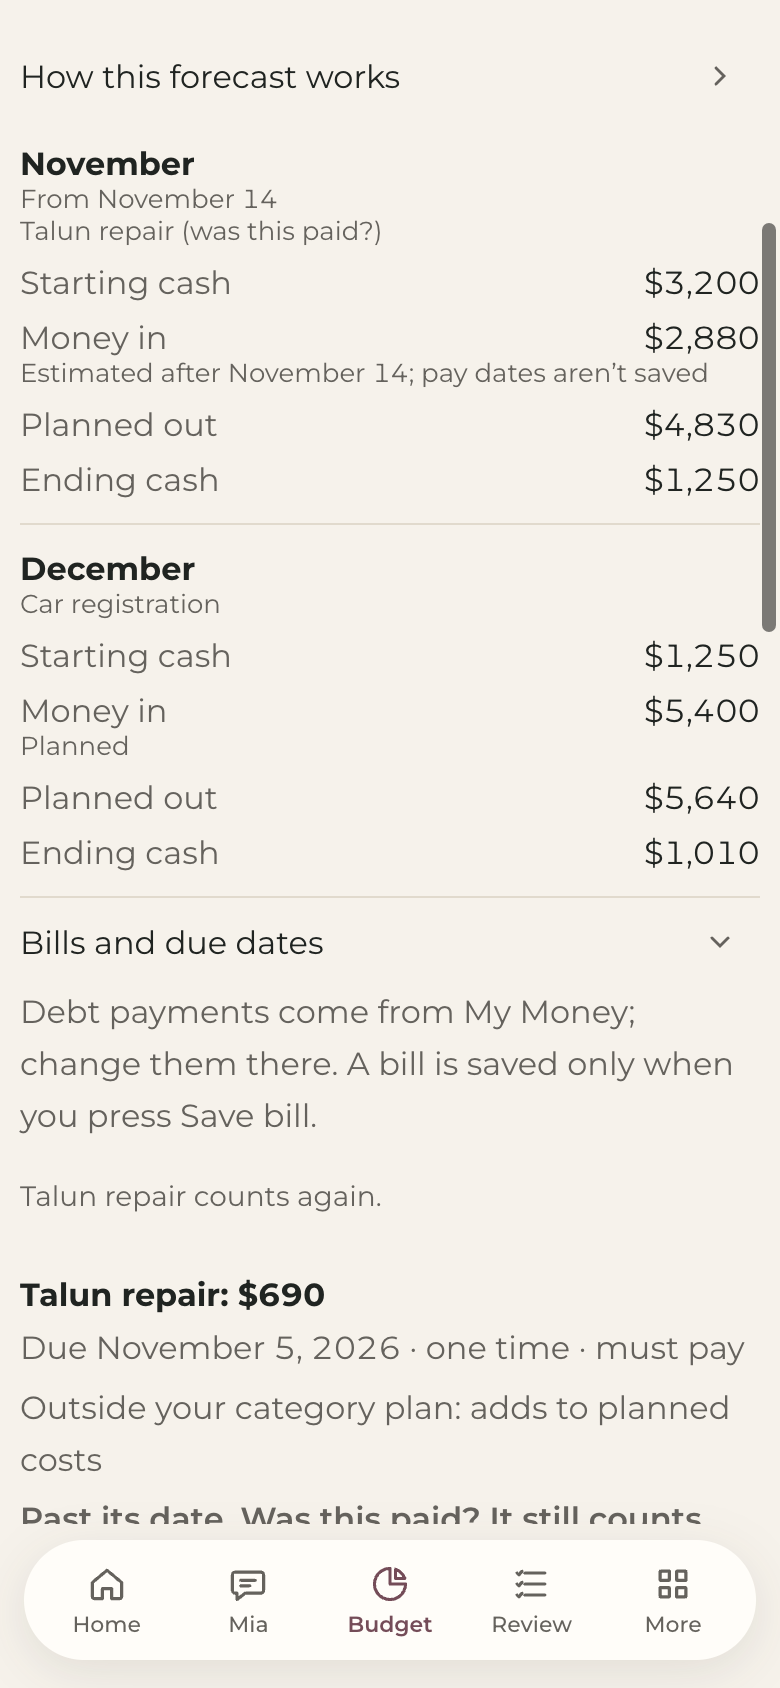 How this forecast works
November
From November 14
Talun repair (was this paid?)
Starting cash $3,200
Money in $2,880
Estimated after November 14; pay dates aren’t saved
Planned out $4,830
Ending cash $1,250
December
Car registration
Starting cash $1,250
Money in $5,400
Planned
Planned out $5,640
Ending cash $1,010
Bills and due dates
Debt payments come from My Money;
change them there. A bill is saved only when
you press Save bill.
Talun repair counts again.
Talun repair: $690
Due November 5, 2026 · one time · must pay
Outside your category plan: adds to planned
costs
Past its date. Was this paid? It still counts
Home
Mia
Budget
Review
More